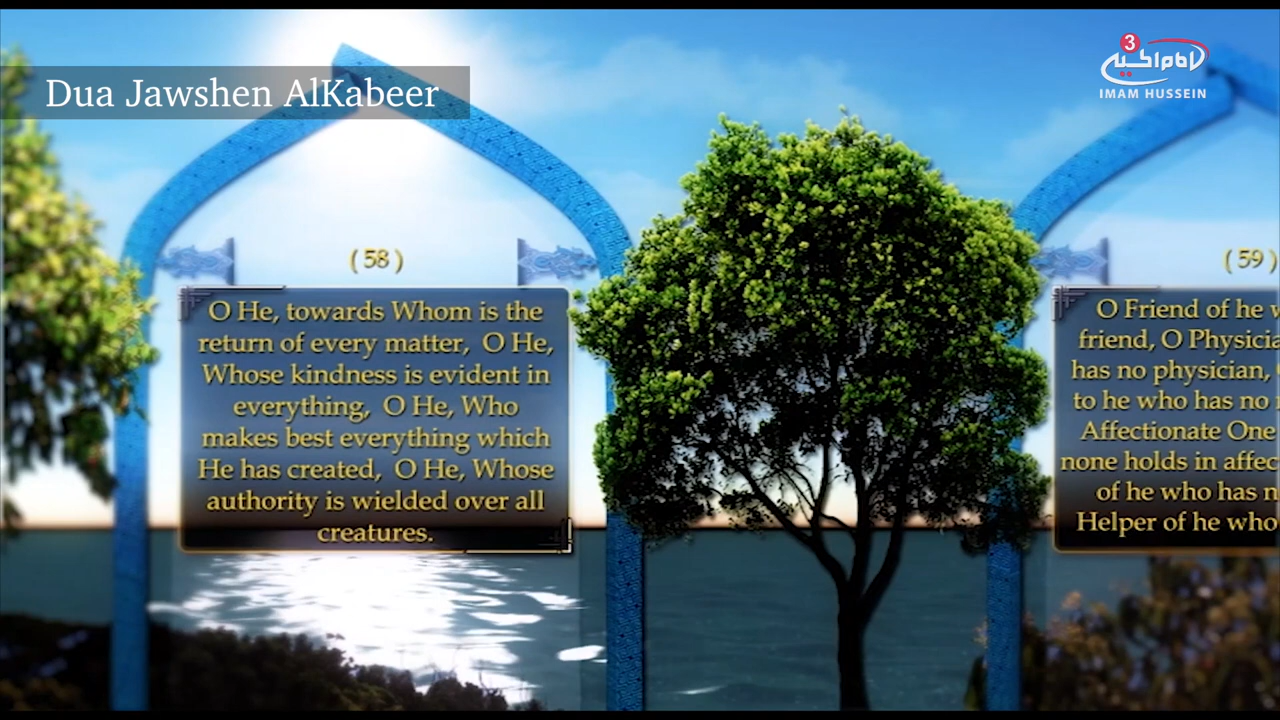 Dua Jawshen AlKabeer
3
امام حسین
IMAM HUSSEIN
( 58 )
O He, towards Whom is the
return of every matter, O He,
Whose kindness is evident in
everything, O He, Who
makes best everything which
He has created, O He, Whose
authority is wielded over all
creatures.
( 59 )
O Friend of he
friend, O
has no physician,
to he who has no
Affectionate One
none holds in
of he who has
Helper of he who